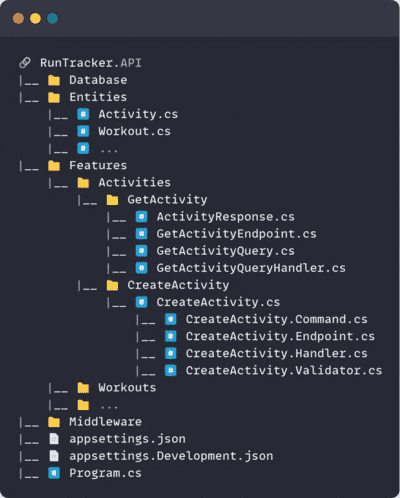 RunTracker.API
|__ Database
|__ Entities
|__ Activity.cs
|__ Workout.cs
|__ ...
|__ Features
|__ Activities
|__ GetActivity
|__ ActivityResponse.cs
|__ GetActivityEndpoint.cs
|__ GetActivityQuery.cs
|__ GetActivityQueryHandler.cs
|__ CreateActivity
|__ CreateActivity.cs
|__ CreateActivity.Command.cs
|__ CreateActivity.Endpoint.cs
|__ CreateActivity.Handler.cs
|__ CreateActivity.Validator.cs
|__ Workouts
|__ ...
|__ Middleware
|__ appsettings.json
|__ appsettings.Development.json
|__ Program.cs